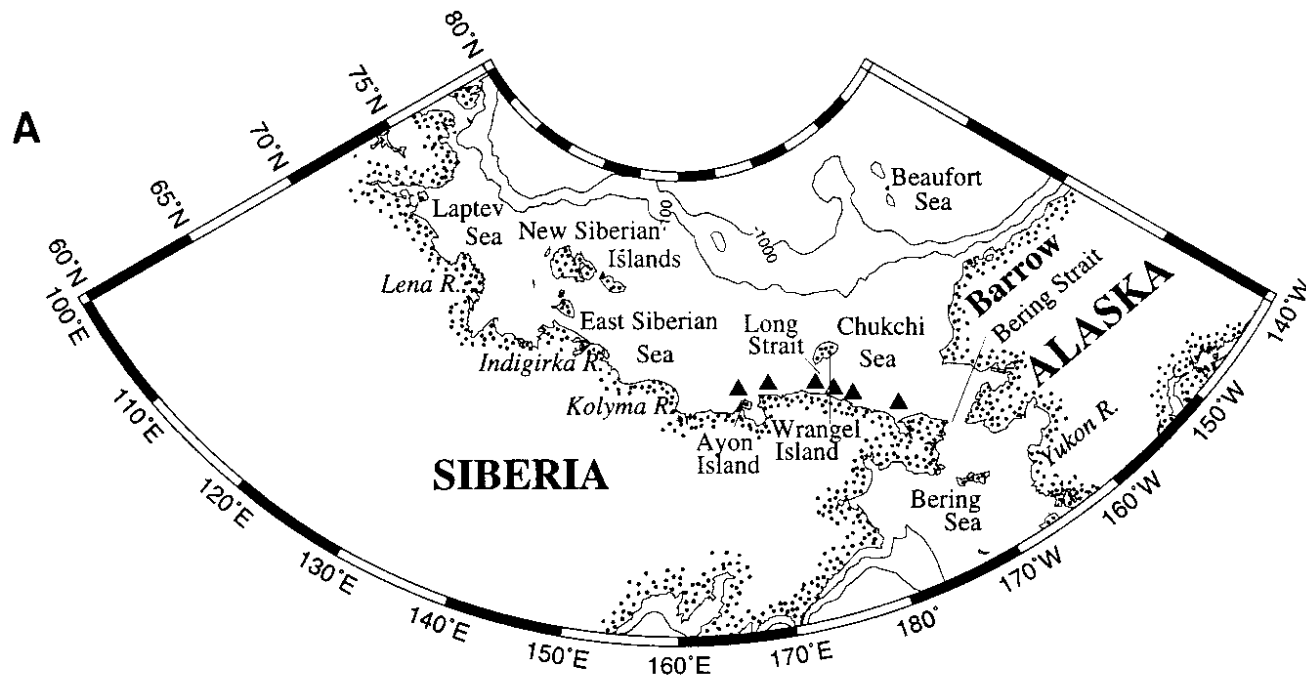 A
80°N
75°N
70°N
65°N
60°N
100°E
110°E
120°E
130°E
140°E
150°E
160°E
170°E
180°
170°W
160°W
150°W
140°W
Beaufort
Sea
Laptev
Sea
New Siberian
Islands
100
1000
Lena R.
East Siberian
Sea
Long
Strait
Chukchi
Sea
Barrow
Bering Strait
ALASKA
Indigirka R.
Kolyma R.
Ayon
Island
Wrangel
Island
Yukon R.
SIBERIA
Bering
Sea